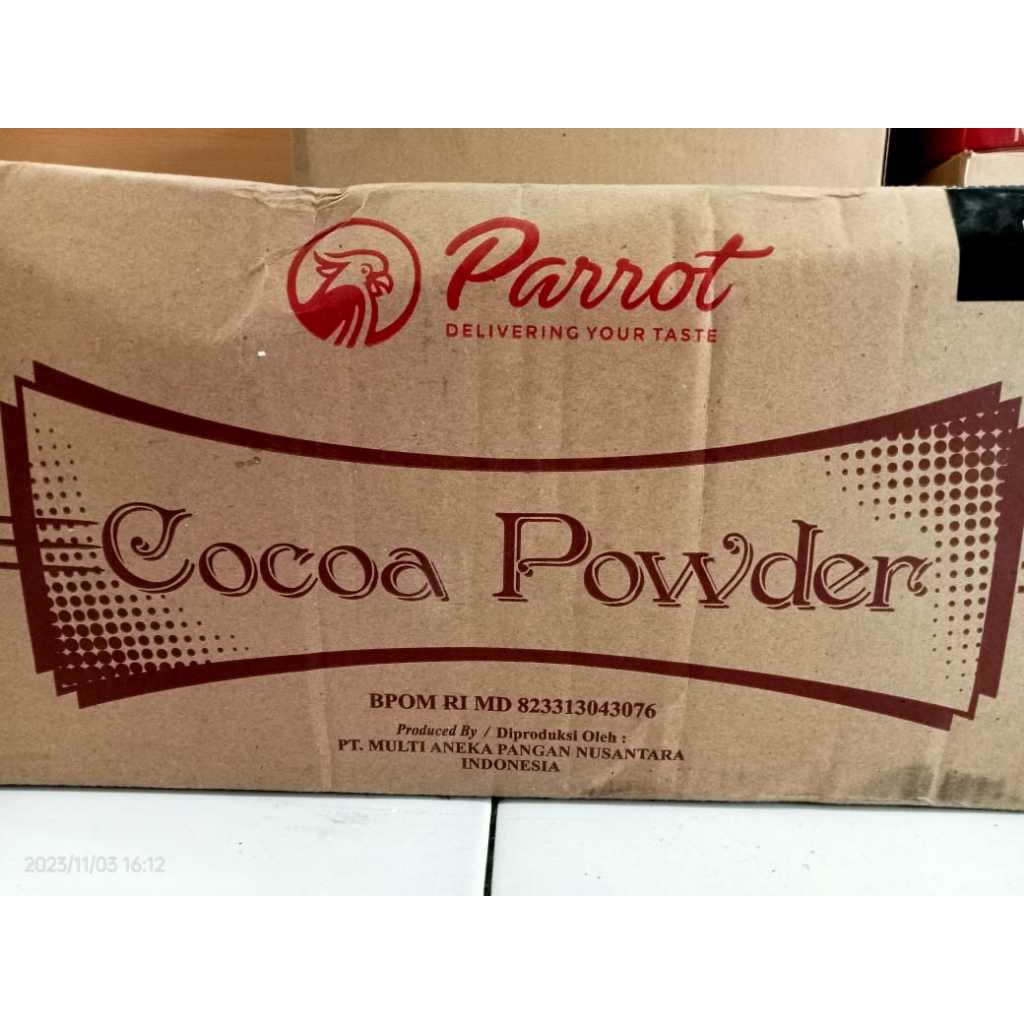 Parrot
DELIVERING YOUR TASTE
Cocoa Powder
BPOM RI MD 823313043076
Produced By / Diproduksi Oleh :
PT. MULTI ANEKA PANGAN NUSANTARA
INDONESIA
2023/11/03 16:12